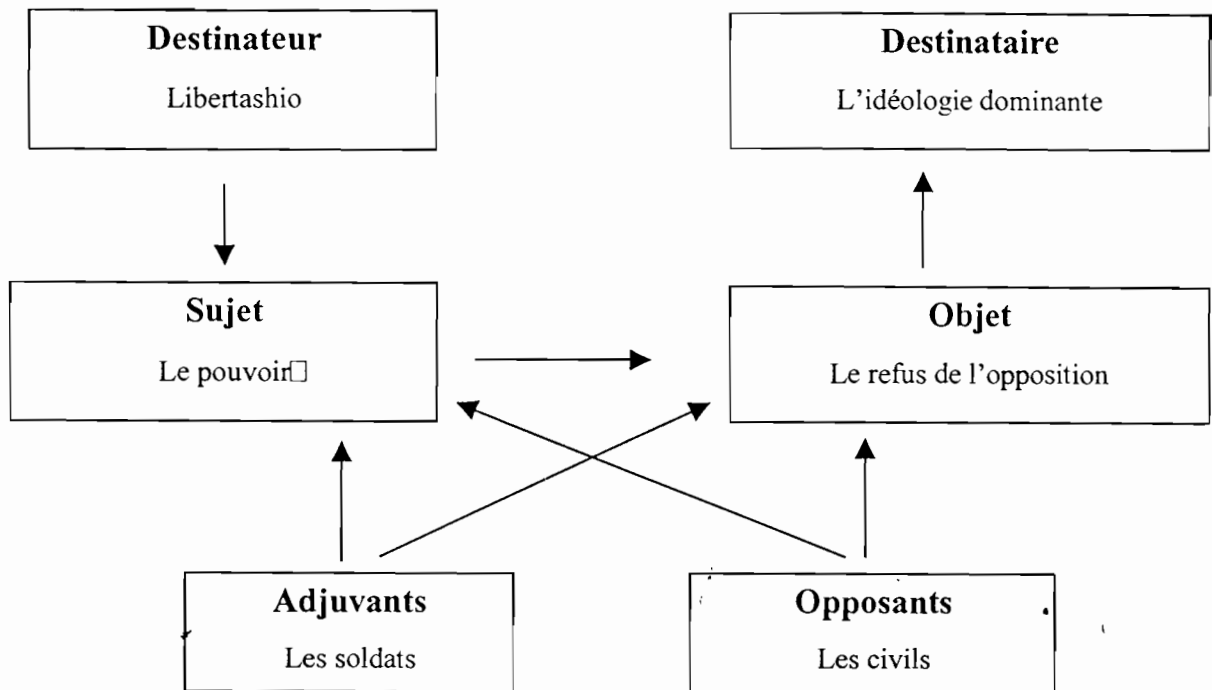 Destinateur
Libertashio
Destinataire
L'idéologie dominante
Sujet
Le pouvoir□
Objet
Le refus de l'opposition
Adjuvants
Les soldats
Opposants
Les civils